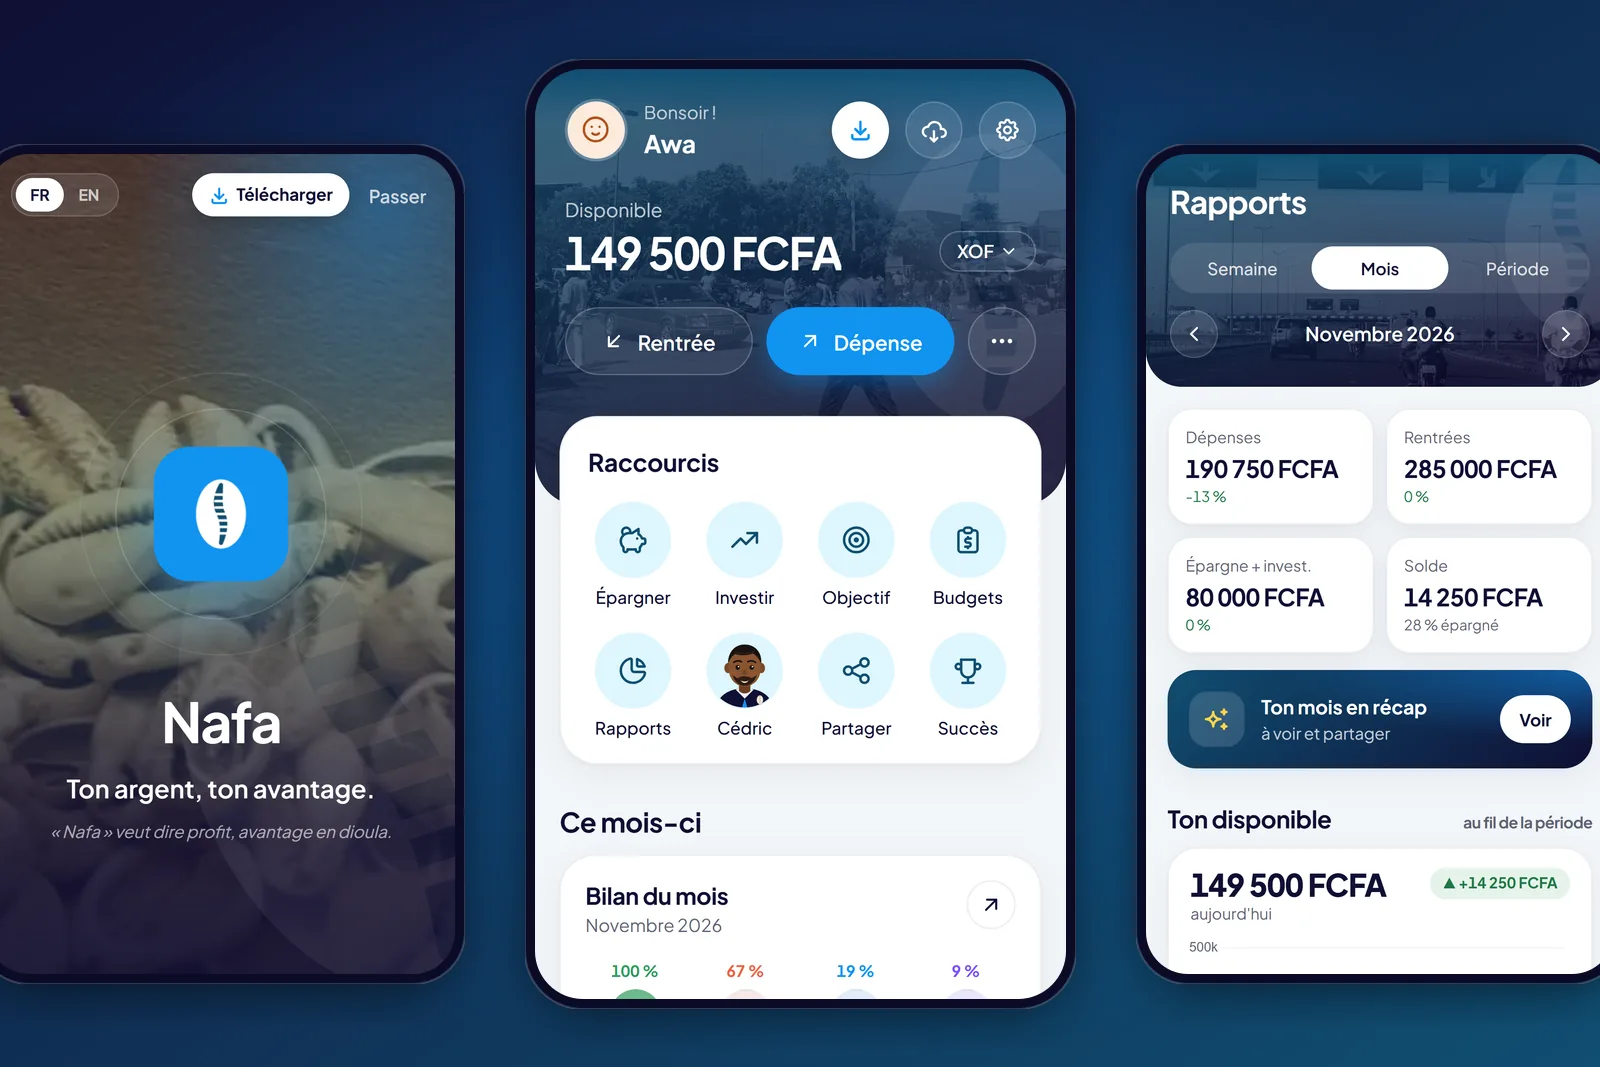 FR
EN
Télécharger
Passer
Nafa
Ton argent, ton avantage.
« Nafa » veut dire profit, avantage en dioula.
Bonsoir !
Awa
Disponible
149 500 FCFA
XOF
Rentrée
Dépense
Raccourcis
Épargner
Investir
Objectif
Budgets
Rapports
Cédric
Partager
Succès
Ce mois-ci
Bilan du mois
Novembre 2026
100 %
67 %
19 %
9 %
Rapports
Semaine
Mois
Période
Novembre 2026
Dépenses
190 750 FCFA
-13 %
Rentrées
285 000 FCFA
0 %
Épargne + invest.
80 000 FCFA
0 %
Solde
14 250 FCFA
28 % épargné
Ton mois en récap
à voir et partager
Voir
Ton disponible
au fil de la période
149 500 FCFA
▲ +14 250 FCFA
aujourd'hui
500k